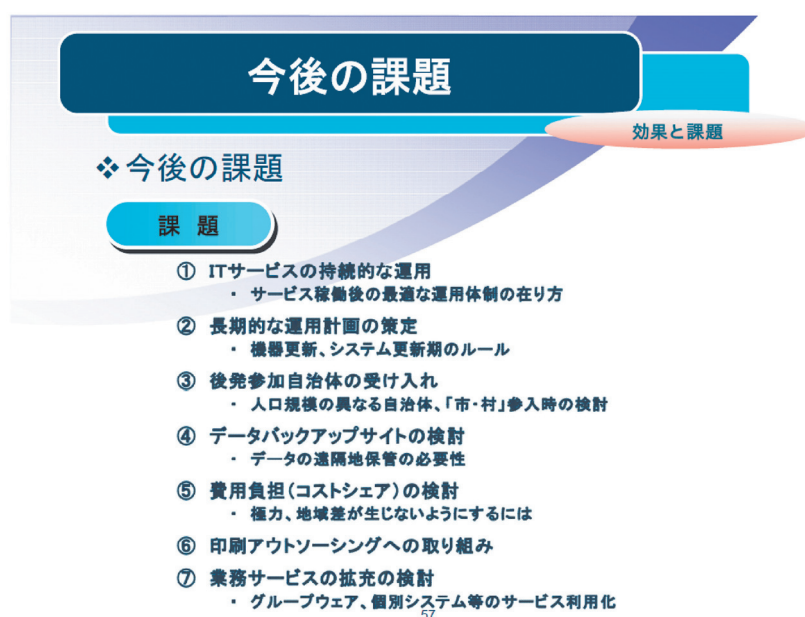 今後の課題
効果と課題
❖今後の課題
課 題
① ITサービスの持続的な運用
・ サービス稼働後の最適な運用体制の在り方
② 長期的な運用計画の策定
・ 機器更新、システム更新期のルール
③ 後発参加自治体の受け入れ
・ 人口規模の異なる自治体、「市・村」参入時の検討
④ データバックアップサイトの検討
・ データの遠隔地保管の必要性
⑤ 費用負担(コストシェア)の検討
・ 極力、地域差が生じないようにするには
⑥ 印刷アウトソーシングへの取り組み
⑦ 業務サービスの拡充の検討
・ グループウェア、個別システム等のサービス利用化
57